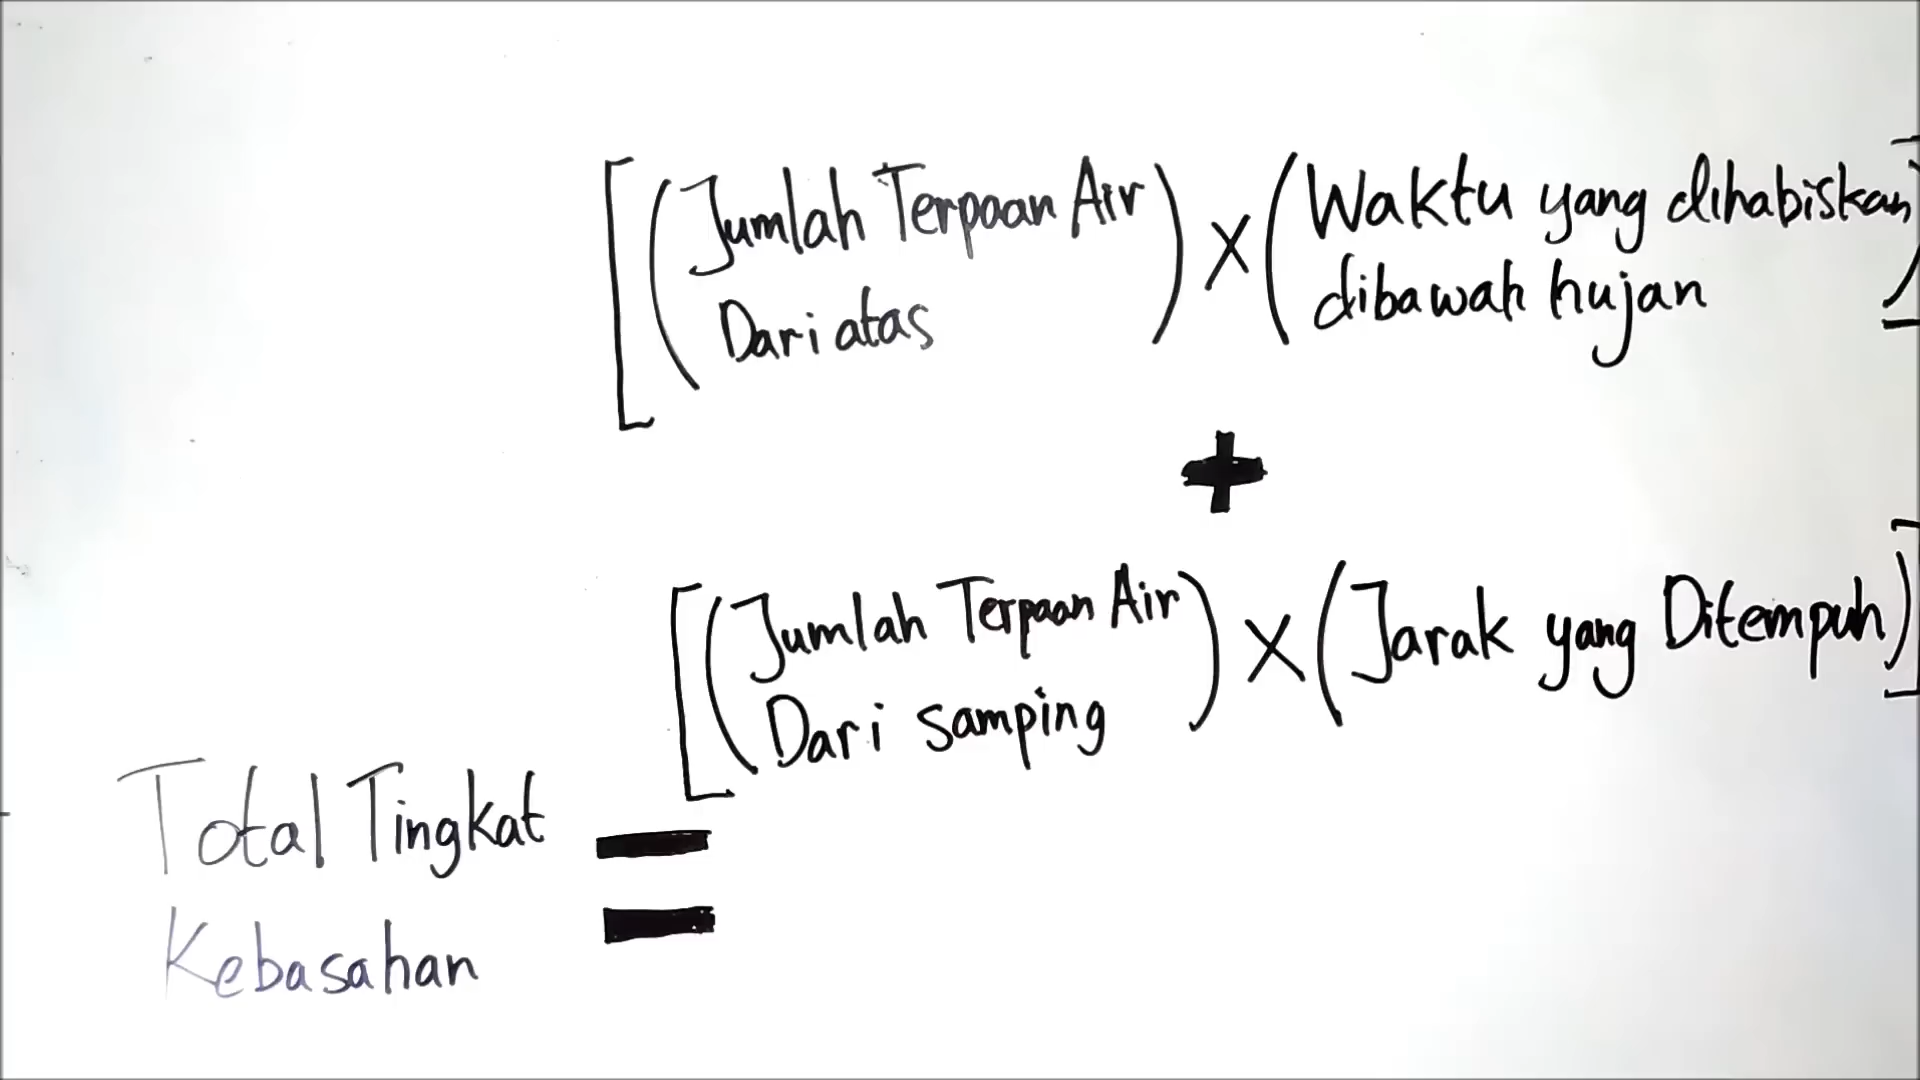 [(Jumlah Terpaan Air
Dari atas) X (Waktu yang dihabiskan
dibawah hujan)]
+
[(Jumlah Terpaan Air
Dari samping) X (Jarak yang Ditempuh)]
Total Tingkat
Kebasahan =